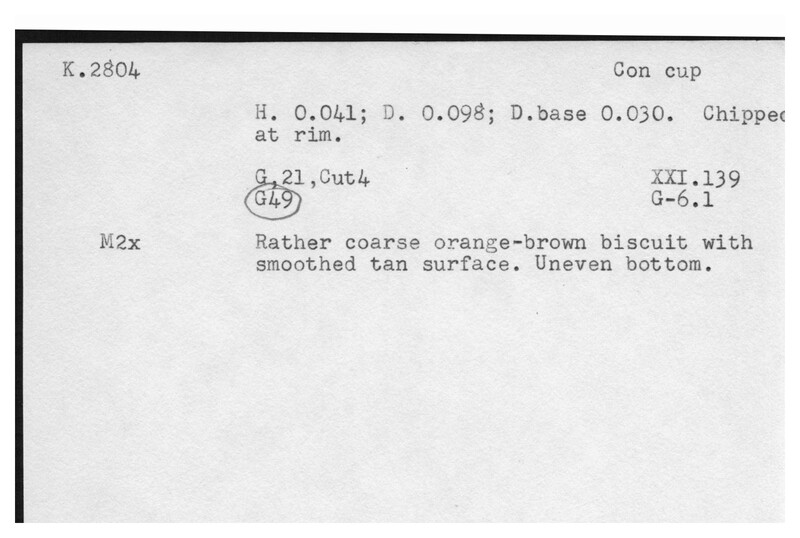 K.2804 Con cup
H. 0.041; D. 0.098; D.base 0.030. Chipped
at rim.
G,21,Cut4 XXI.139
G49 G-6.1
M2x Rather coarse orange-brown biscuit with
smoothed tan surface. Uneven bottom.